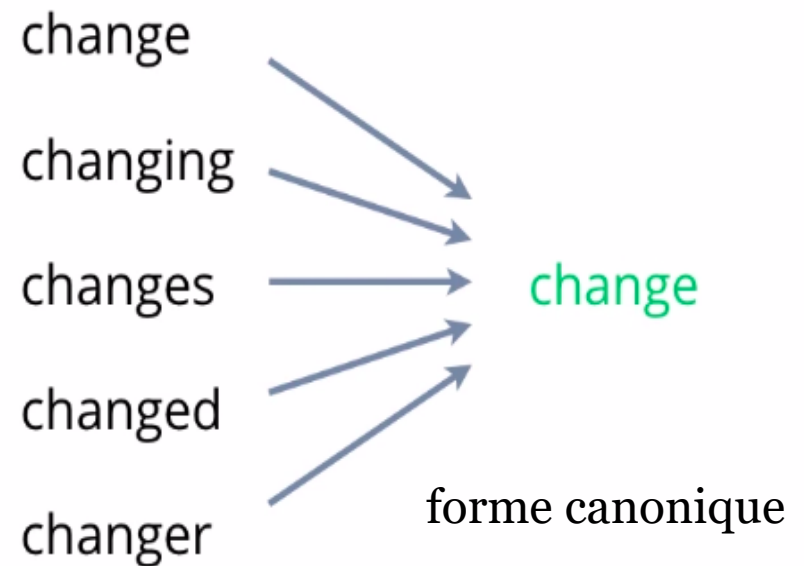 change
changing
changes
changed
changer
change
forme canonique